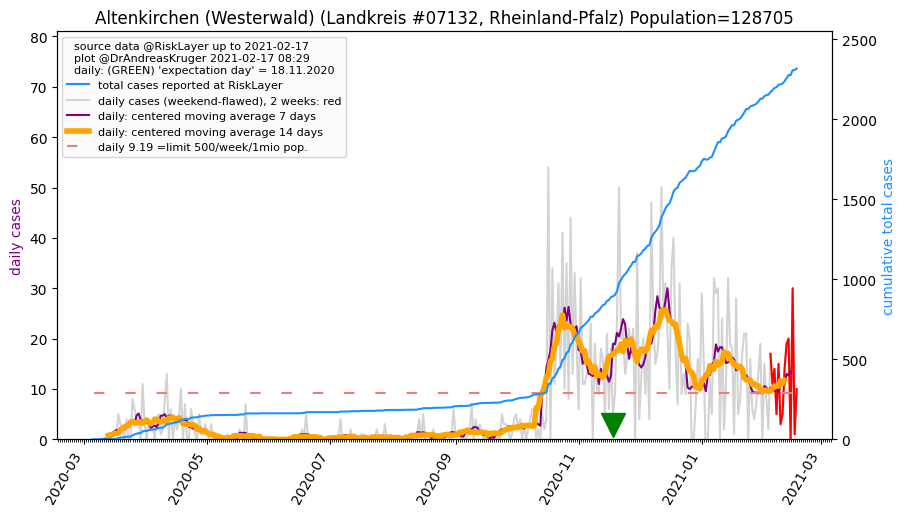 Altenkirchen (Westerwald) (Landkreis #07132, Rheinland-Pfalz) Population=128705
source data @RiskLayer up to 2021-02-17
plot @DrAndreasKruger 2021-02-17 08:29
daily: (GREEN) 'expectation day' = 18.11.2020
total cases reported at RiskLayer
daily cases (weekend-flawed), 2 weeks: red
daily: centered moving average 7 days
daily: centered moving average 14 days
daily 9.19 =limit 500/week/1mio pop.
daily cases
80
70
60
50
40
30
20
10
0
cumulative total cases
2500
2000
1500
1000
500
0
2020-03
2020-05
2020-07
2020-09
2020-11
2021-01
2021-03